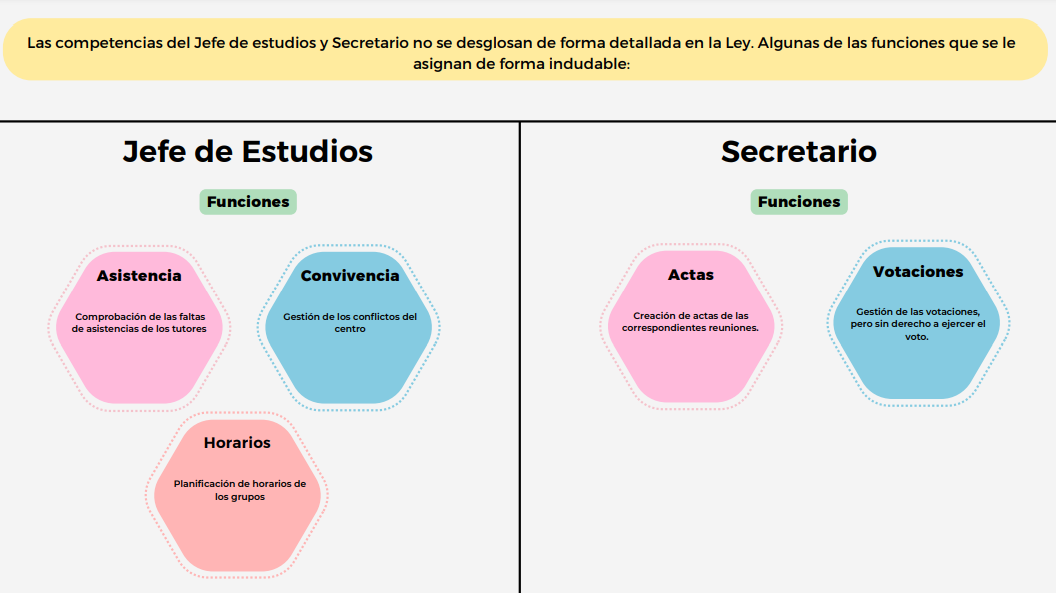 Las competencias del Jefe de estudios y Secretario no se desglosan de forma detallada en la Ley. Algunas de las funciones que se le
asignan de forma indudable:
Jefe de Estudios
Funciones
Asistencia
Comprobación de las faltas
de asistencias de los tutores
Convivencia
Gestión de los conflictos del
centro
Horarios
Planificación de horarios de
los grupos
Secretario
Funciones
Actas
Creación de actas de las
correspondientes reuniones.
Votaciones
Gestión de las votaciones,
pero sin derecho a ejercer el
voto.